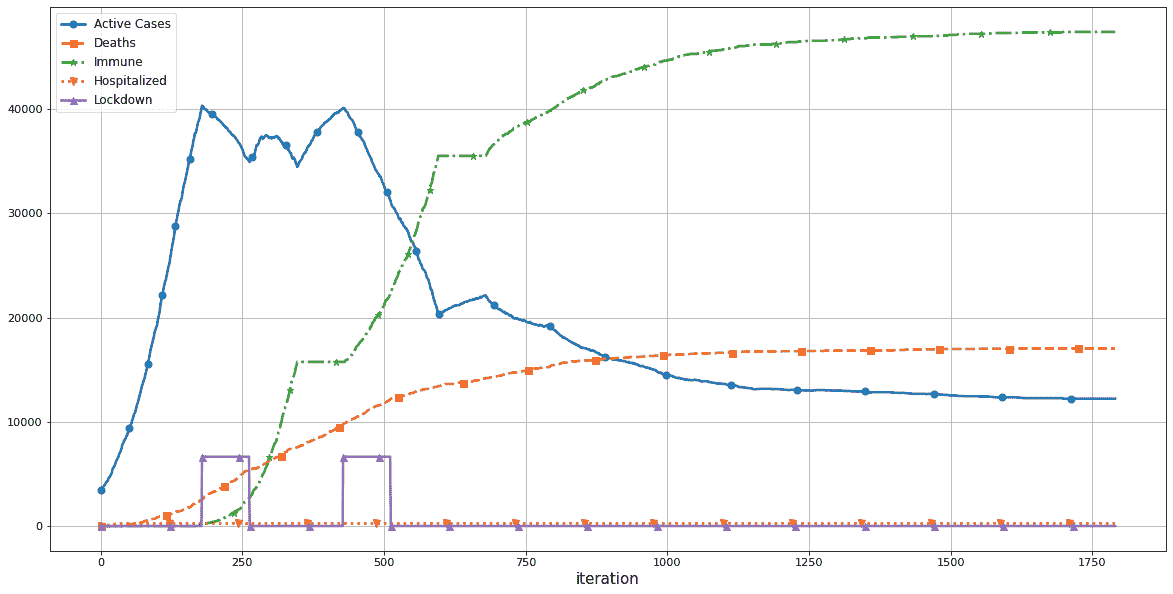 Active Cases
Deaths
Immune
Hospitalized
Lockdown
40000
30000
20000
10000
0
0 250 500 750 1000 1250 1500 1750
iteration